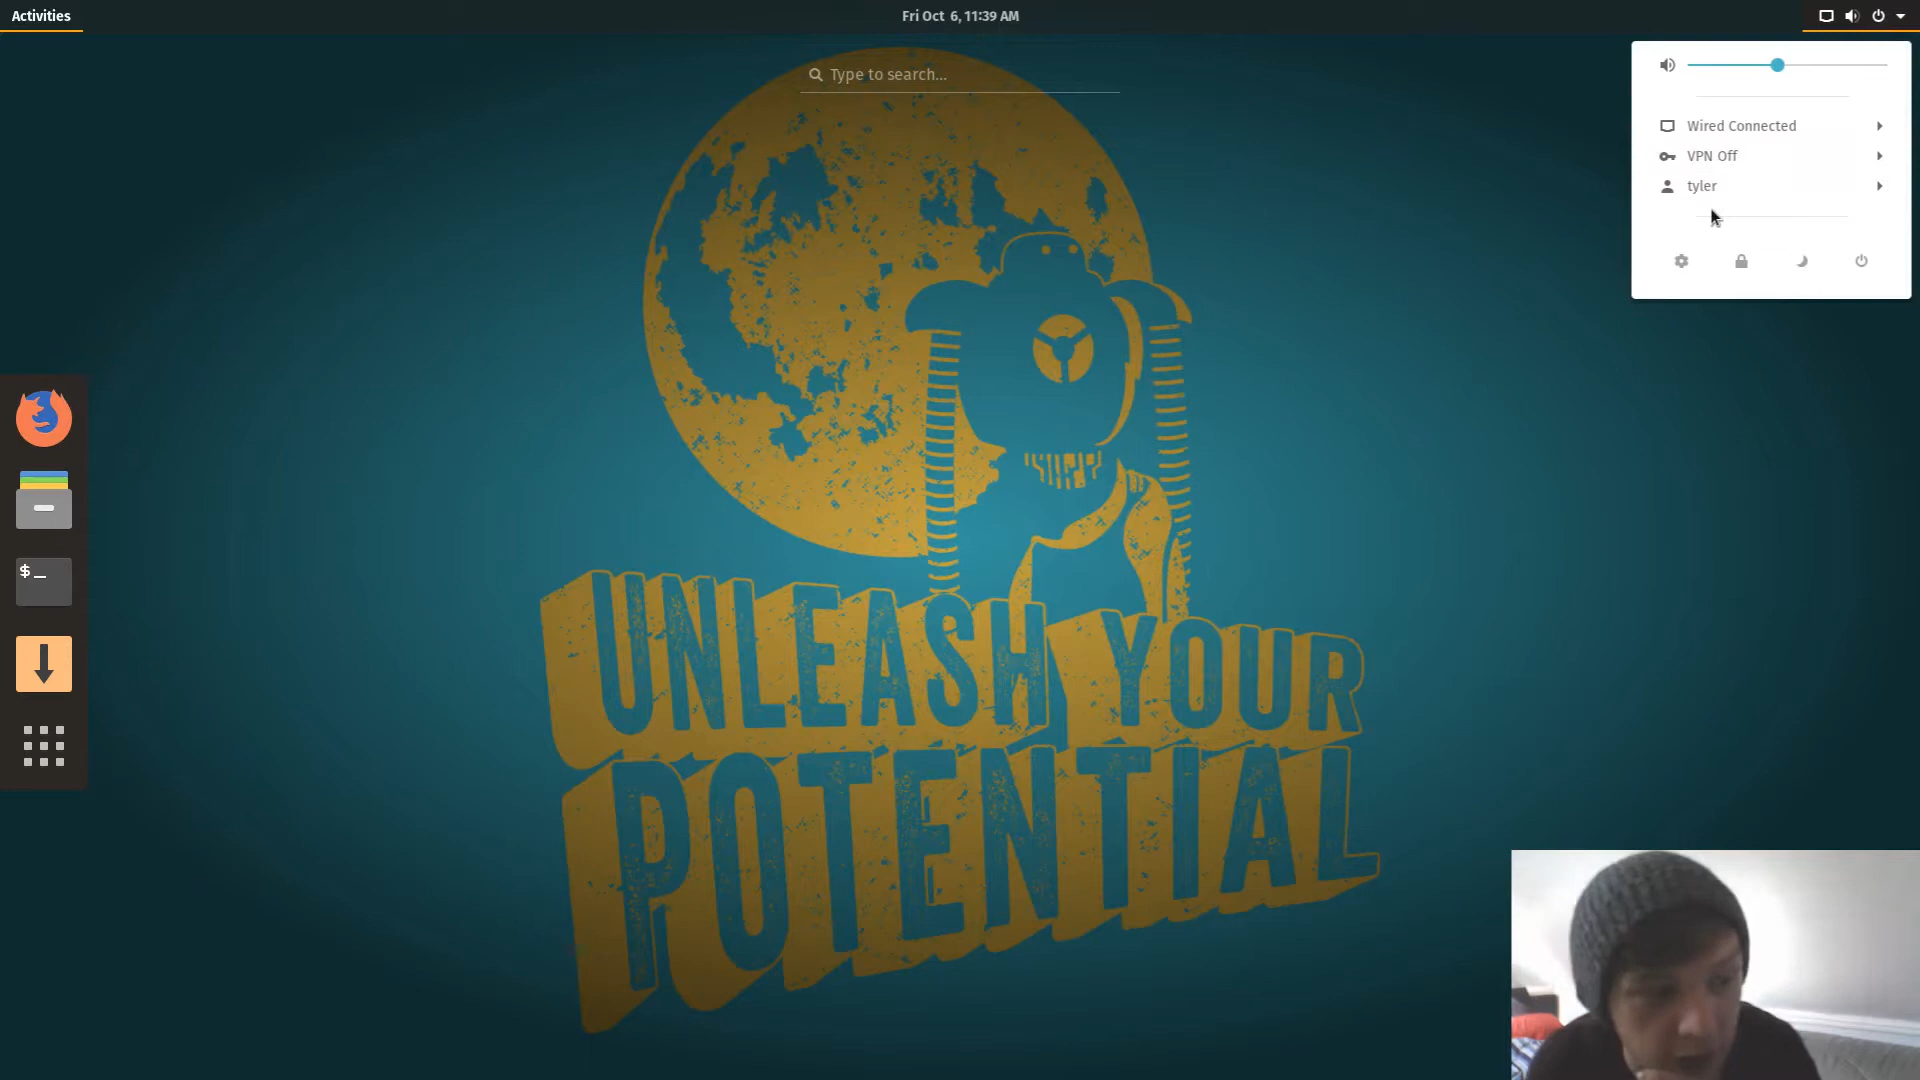 Activities
Fri Oct 6, 11:39 AM
Type to search...
Wired Connected
VPN Off
tyler
$_
UNLEASH YOUR
POTENTIAL